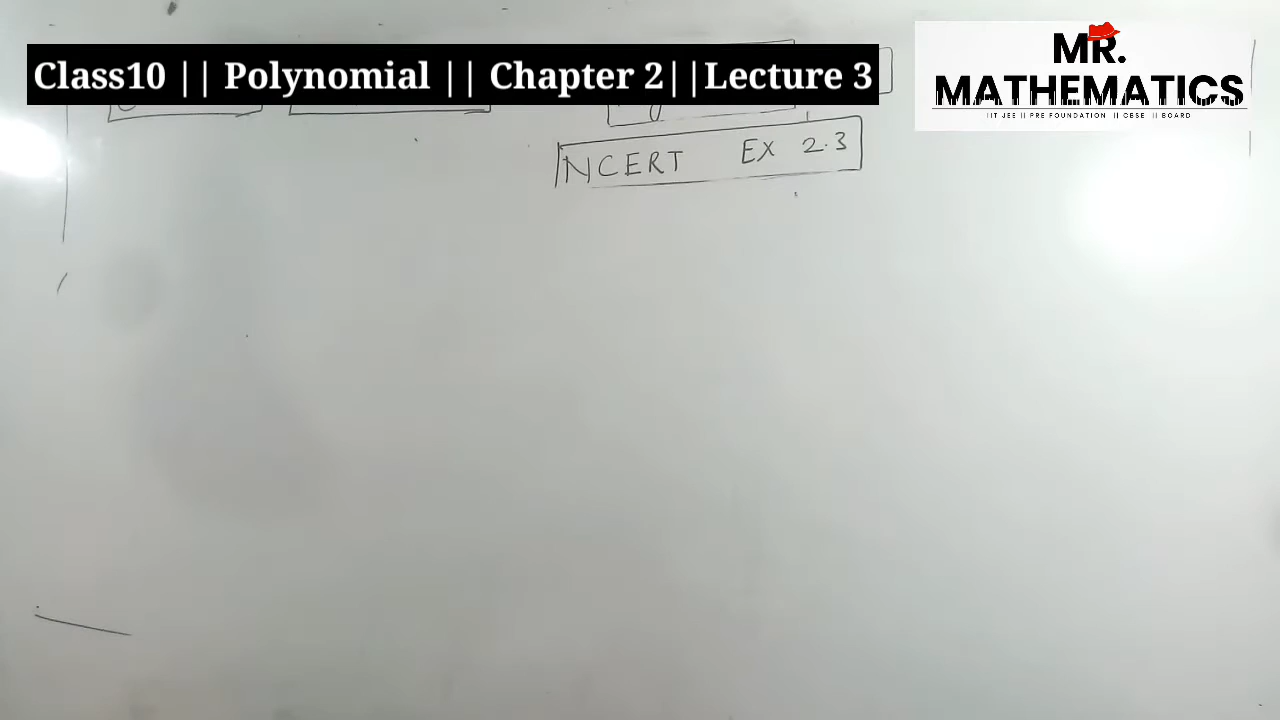 Class10 || Polynomial || Chapter 2||Lecture 3
MR.
MATHEMATICS
IIT JEE || PRE FOUNDATION || CBSE || BOARD
NCERT EX 2.3